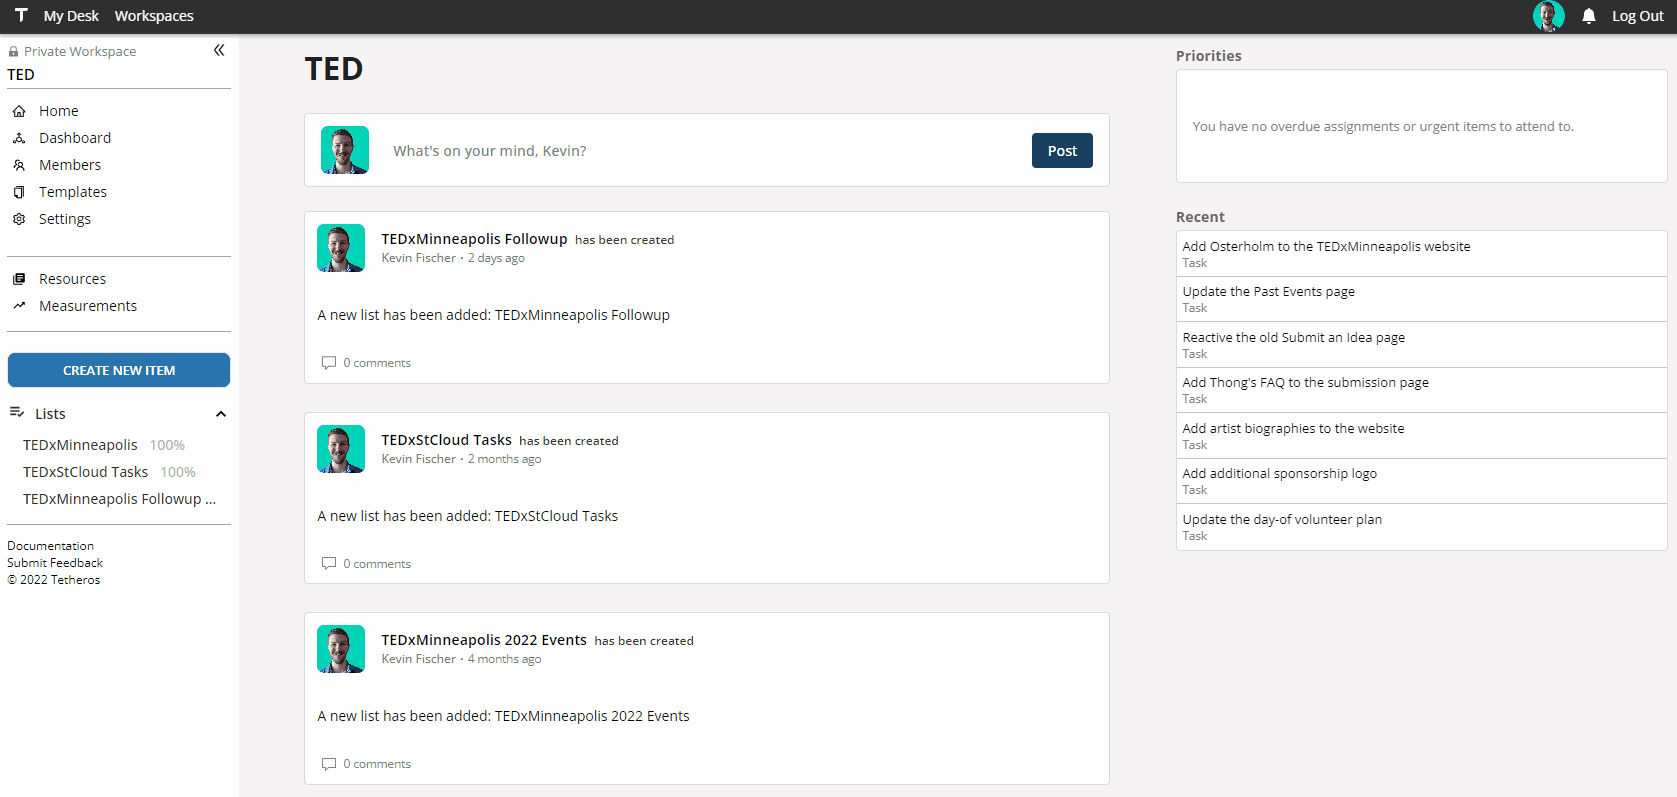 T My Desk Workspaces Log Out
Private Workspace
TED
Home
Dashboard
Members
Templates
Settings
Resources
Measurements
CREATE NEW ITEM
Lists
TEDxMinneapolis 100%
TEDxStCloud Tasks 100%
TEDxMinneapolis Followup ...
Documentation
Submit Feedback
© 2022 Tetheros
TED
What's on your mind, Kevin?
Post
TEDxMinneapolis Followup has been created
Kevin Fischer • 2 days ago
A new list has been added: TEDxMinneapolis Followup
0 comments
TEDxStCloud Tasks has been created
Kevin Fischer • 2 months ago
A new list has been added: TEDxStCloud Tasks
0 comments
TEDxMinneapolis 2022 Events has been created
Kevin Fischer • 4 months ago
A new list has been added: TEDxMinneapolis 2022 Events
0 comments
Priorities
You have no overdue assignments or urgent items to attend to.
Recent
Add Osterholm to the TEDxMinneapolis website
Task
Update the Past Events page
Task
Reactive the old Submit an Idea page
Task
Add Thong's FAQ to the submission page
Task
Add artist biographies to the website
Task
Add additional sponsorship logo
Task
Update the day-of volunteer plan
Task